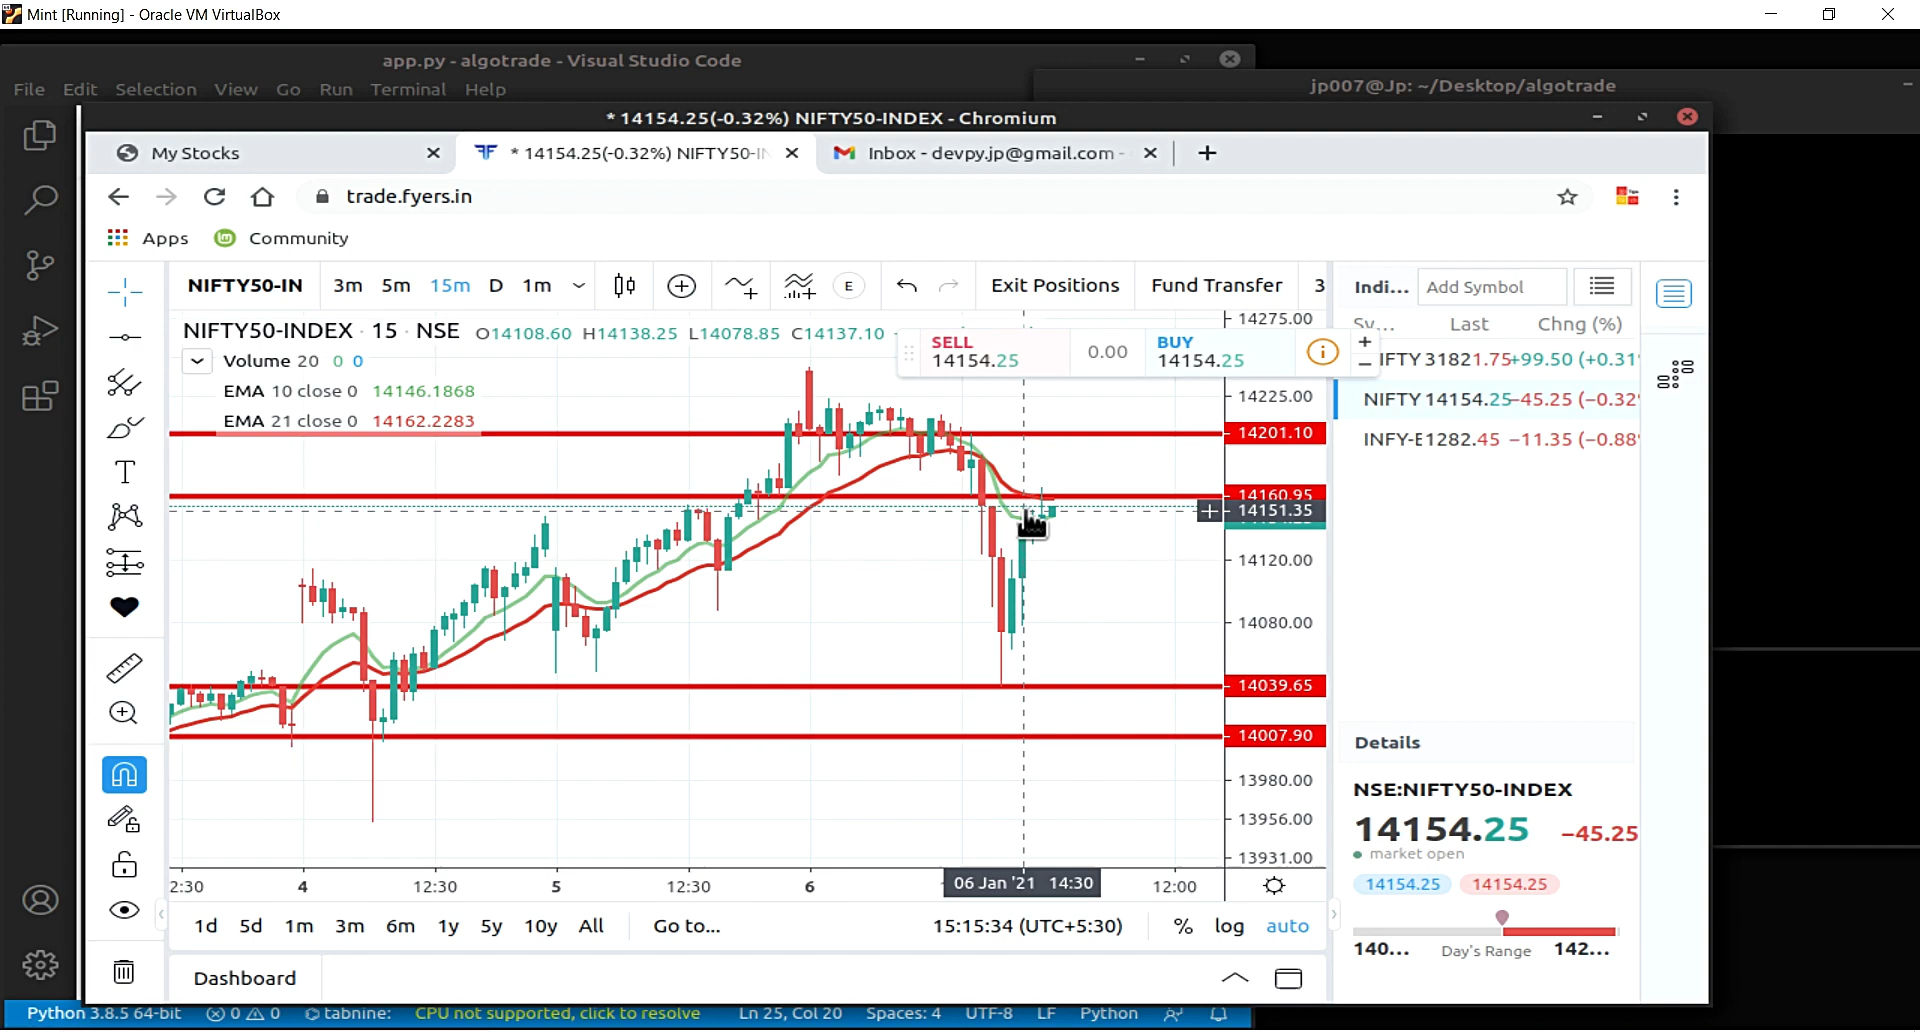 Mint [Running] - Oracle VM VirtualBox
app.py - algotrade - Visual Studio Code
File Edit Selection View Go Run Terminal Help
jp007@Jp: ~/Desktop/algotrade
* 14154.25(-0.32%) NIFTY50-INDEX - Chromium
My Stocks
* 14154.25(-0.32%) NIFTY50-IN
Inbox - devpy.jp@gmail.com -
trade.fyers.in
Apps Community
NIFTY50-IN 3m 5m 15m D 1m E Exit Positions Fund Transfer 3
Indi... Add Symbol
NIFTY50-INDEX · 15 · NSE O14108.60 H14138.25 L14078.85 C14137.10
Sy... Last Chng (%)
Volume 20 0 0
SELL 14154.25
0.00
BUY 14154.25
IFTY 31821.75 +99.50 (+0.31
EMA 10 close 0 14146.1868
NIFTY 14154.25 −45.25 (−0.32
EMA 21 close 0 14162.2283
INFY-E 1282.45 −11.35 (−0.88
14275.00
14225.00
14201.10
14160.95
14151.35
14120.00
14080.00
14039.65
14007.90
13980.00
13956.00
13931.00
2:30 4 12:30 5 12:30 6 06 Jan '21 14:30 12:00
Details
NSE:NIFTY50-INDEX
14154.25 −45.25
market open
14154.25 14154.25
140... Day's Range 142...
1d 5d 1m 3m 6m 1y 5y 10y All Go to... 15:15:34 (UTC+5:30) % log auto
Dashboard
Python 3.8.5 64-bit 0 0 tabnine: CPU not supported, click to resolve Ln 25, Col 20 Spaces: 4 UTF-8 LF Python